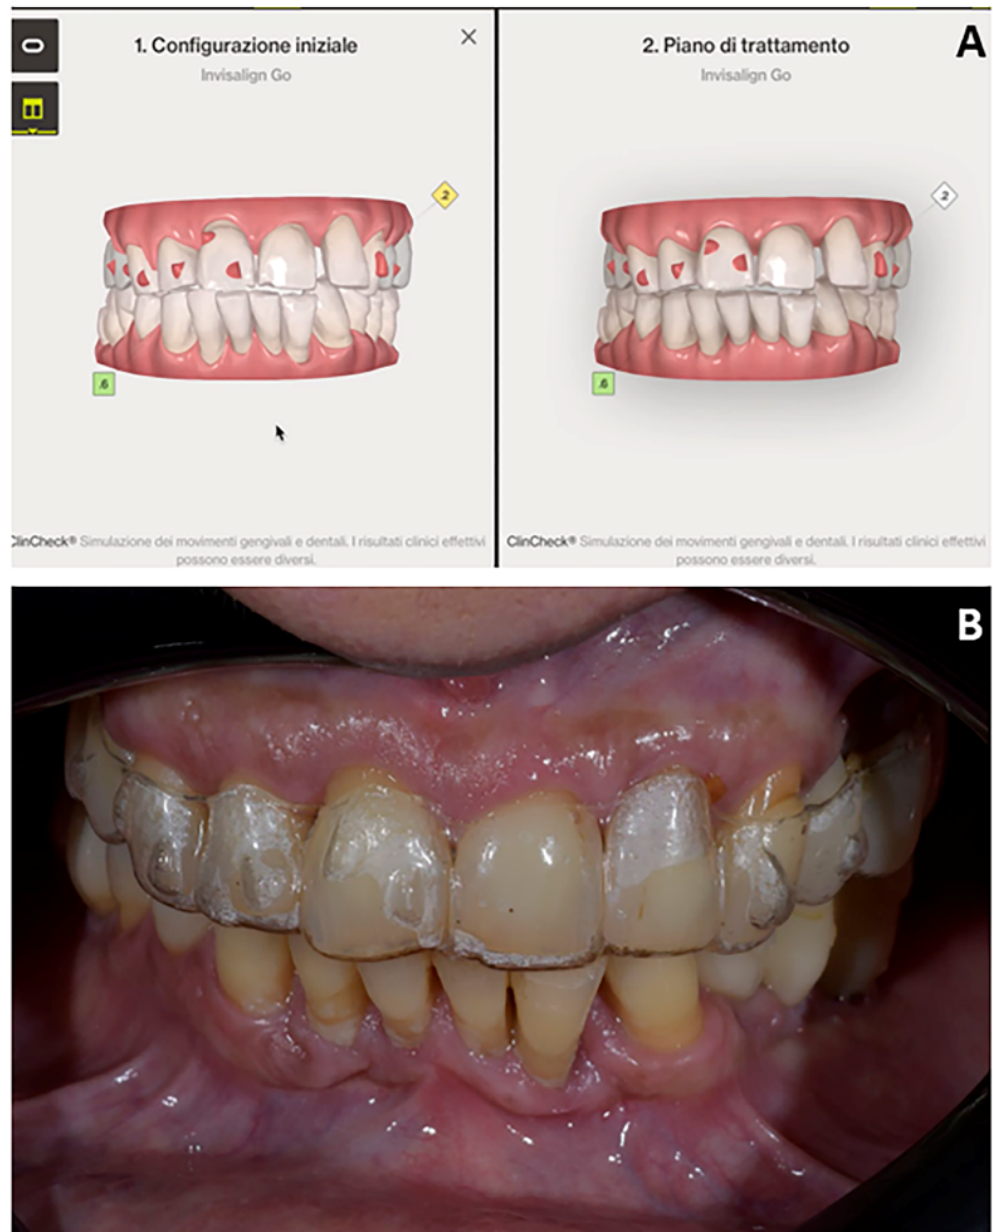 1. Configurazione iniziale
Invisalign Go
2. Piano di trattamento
Invisalign Go
A
2
2
.6
.6
ClinCheck® Simulazione dei movimenti gengivali e dentali. I risultati clinici effettivi
possono essere diversi.
ClinCheck® Simulazione dei movimenti gengivali e dentali. I risultati clinici effettivi
possono essere diversi.
B